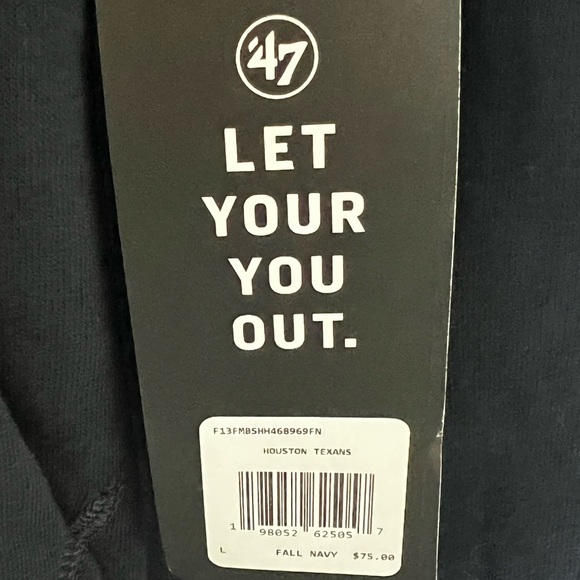 '47
LET
YOUR
YOU
OUT.
F13FMBSHH468969FN
HOUSTON TEXANS
1 98052 62505 7
L FALL NAVY $75.00